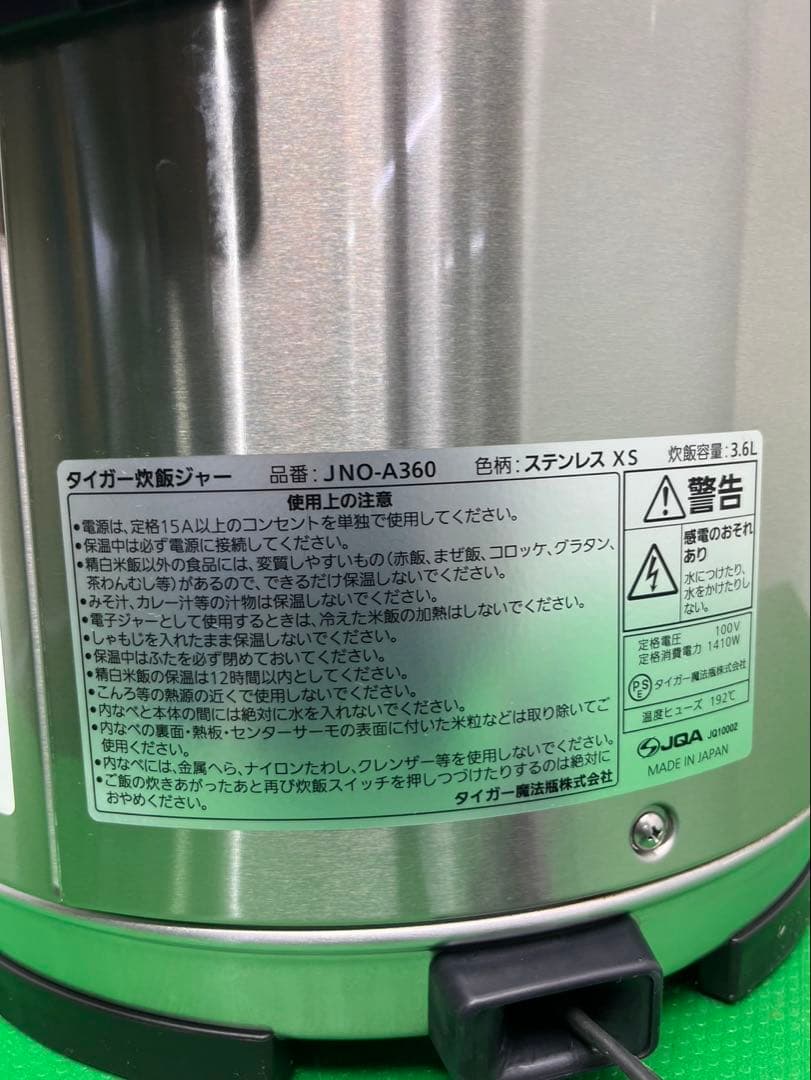 タイガー炊飯ジャー 品番:JNO-A360 色柄:ステンレス XS 炊飯容量:3.6L
使用上の注意
•電源は、定格15A以上のコンセントを単独で使用してください。
•保温中は必ず電源に接続してください。
•精白米飯以外の食品には、変質しやすいもの(赤飯、まぜ飯、コロッケ、グラタン、
茶わんむし等)があるので、できるだけ保温しないでください。
•みそ汁、カレー汁等の汁物は保温しないでください。
•電子ジャーとして使用するときは、冷えた米飯の加熱はしないでください。
•しゃもじを入れたまま保温しないでください。
•保温中はふたを必ず閉めておいてください。
•精白米飯の保温は12時間以内としてください。
•こんろ等の熱源の近くで使用しないでください。
•内なべと本体の間には絶対に水を入れないでください。
•内なべの裏面・熱板・センターサーモの表面に付いた米粒などは取り除いてご
使用ください。
•内なべには、金属へら、ナイロンたわし、クレンザー等を使用しないでください。
•ご飯の炊きあがったあと再び炊飯スイッチを押しつづけたりするのは絶対に
おやめください。
タイガー魔法瓶株式会社
警告
感電のおそれ
あり
水につけたり、
水をかけたりし
ない。
定格電圧 100V
定格消費電力 1410W
PSE タイガー魔法瓶株式会社
温度ヒューズ 192℃
JQA JQ10002
MADE IN JAPAN